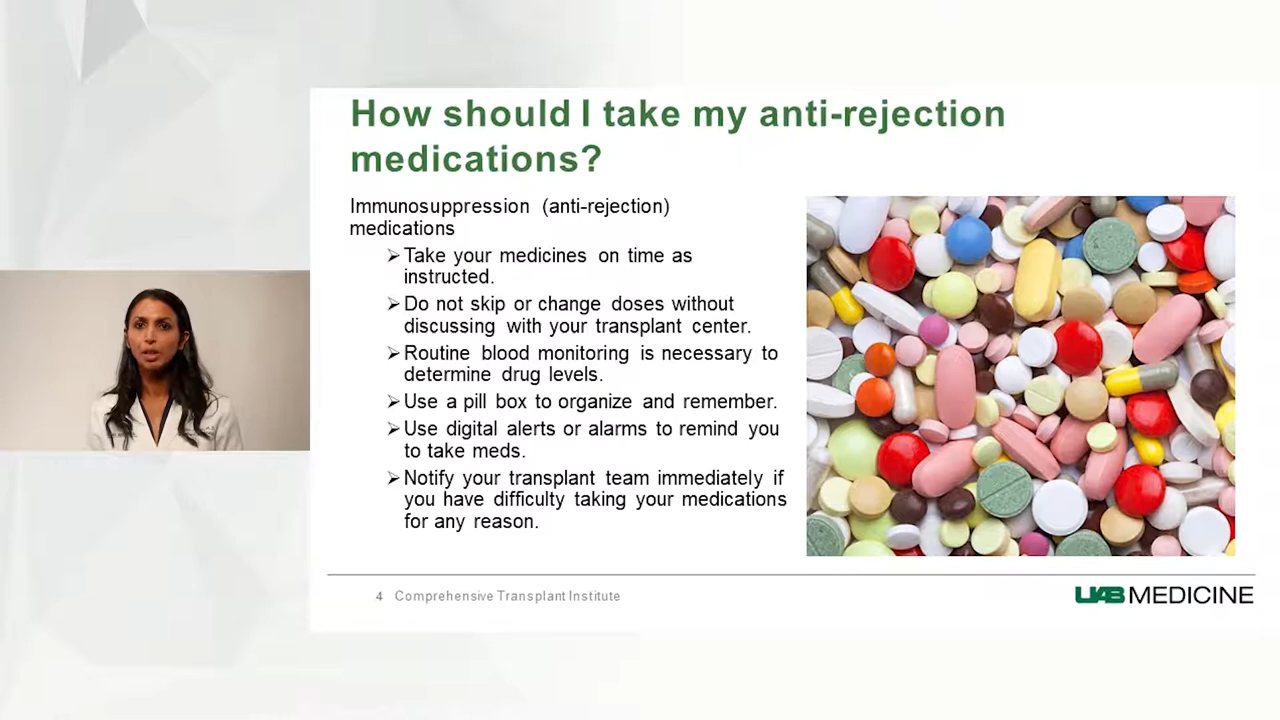 How should I take my anti-rejection
medications?
Immunosuppression (anti-rejection)
medications
➢Take your medicines on time as
instructed.
➢Do not skip or change doses without
discussing with your transplant center.
➢Routine blood monitoring is necessary to
determine drug levels.
➢Use a pill box to organize and remember.
➢Use digital alerts or alarms to remind you
to take meds.
➢Notify your transplant team immediately if
you have difficulty taking your medications
for any reason.
4 Comprehensive Transplant Institute
UAB MEDICINE